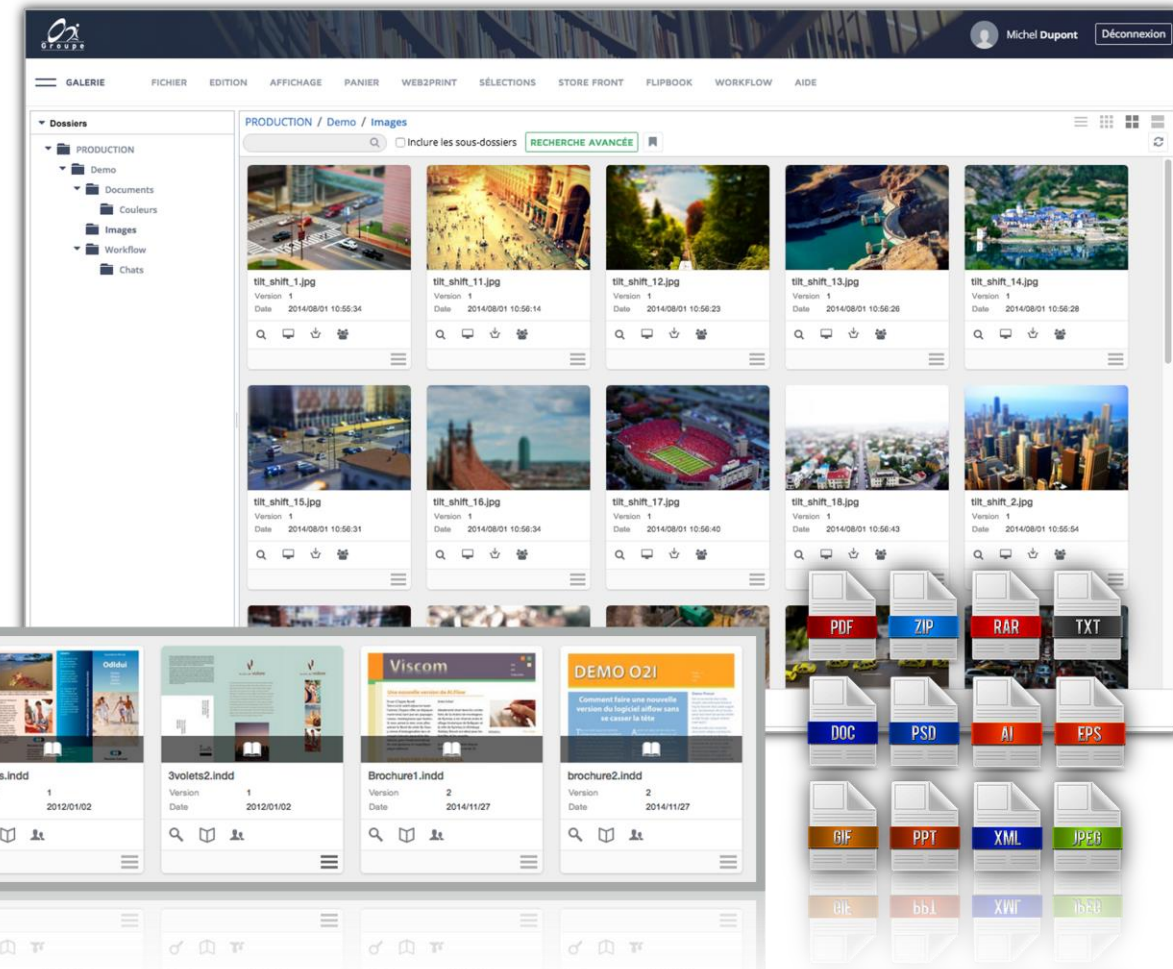 O2i
Groupe
Michel Dupont
Déconnexion
GALERIE FICHIER EDITION AFFICHAGE PANIER WEB2PRINT SÉLECTIONS STORE FRONT FLIPBOOK WORKFLOW AIDE
Dossiers
PRODUCTION
Demo
Documents
Couleurs
Images
Workflow
Chats
PRODUCTION / Demo / Images
Inclure les sous-dossiers RECHERCHE AVANCÉE
tilt_shift_1.jpg
Version 1
Date 2014/08/01 10:55:34
tilt_shift_11.jpg
Version 1
Date 2014/08/01 10:56:14
tilt_shift_12.jpg
Version 1
Date 2014/08/01 10:56:23
tilt_shift_13.jpg
Version 1
Date 2014/08/01 10:56:26
tilt_shift_14.jpg
Version 1
Date 2014/08/01 10:56:28
tilt_shift_15.jpg
Version 1
Date 2014/08/01 10:56:31
tilt_shift_16.jpg
Version 1
Date 2014/08/01 10:56:34
tilt_shift_17.jpg
Version 1
Date 2014/08/01 10:56:40
tilt_shift_18.jpg
Version 1
Date 2014/08/01 10:56:43
tilt_shift_2.jpg
Version 1
Date 2014/08/01 10:55:54
Odidui
s.indd
1
2012/01/02
3volets2.indd
Version 1
Date 2012/01/02
Viscom
Une nouvelle version de Ai Flow
Brochure1.indd
Version 2
Date 2014/11/27
DEMO O2I
Comment faire une nouvelle
version du logiciel aiflow sans
se casser la tête
brochure2.indd
Version 2
Date 2014/11/27
PDF ZIP RAR TXT
DOC PSD AI EPS
GIF PPT XML JPEG